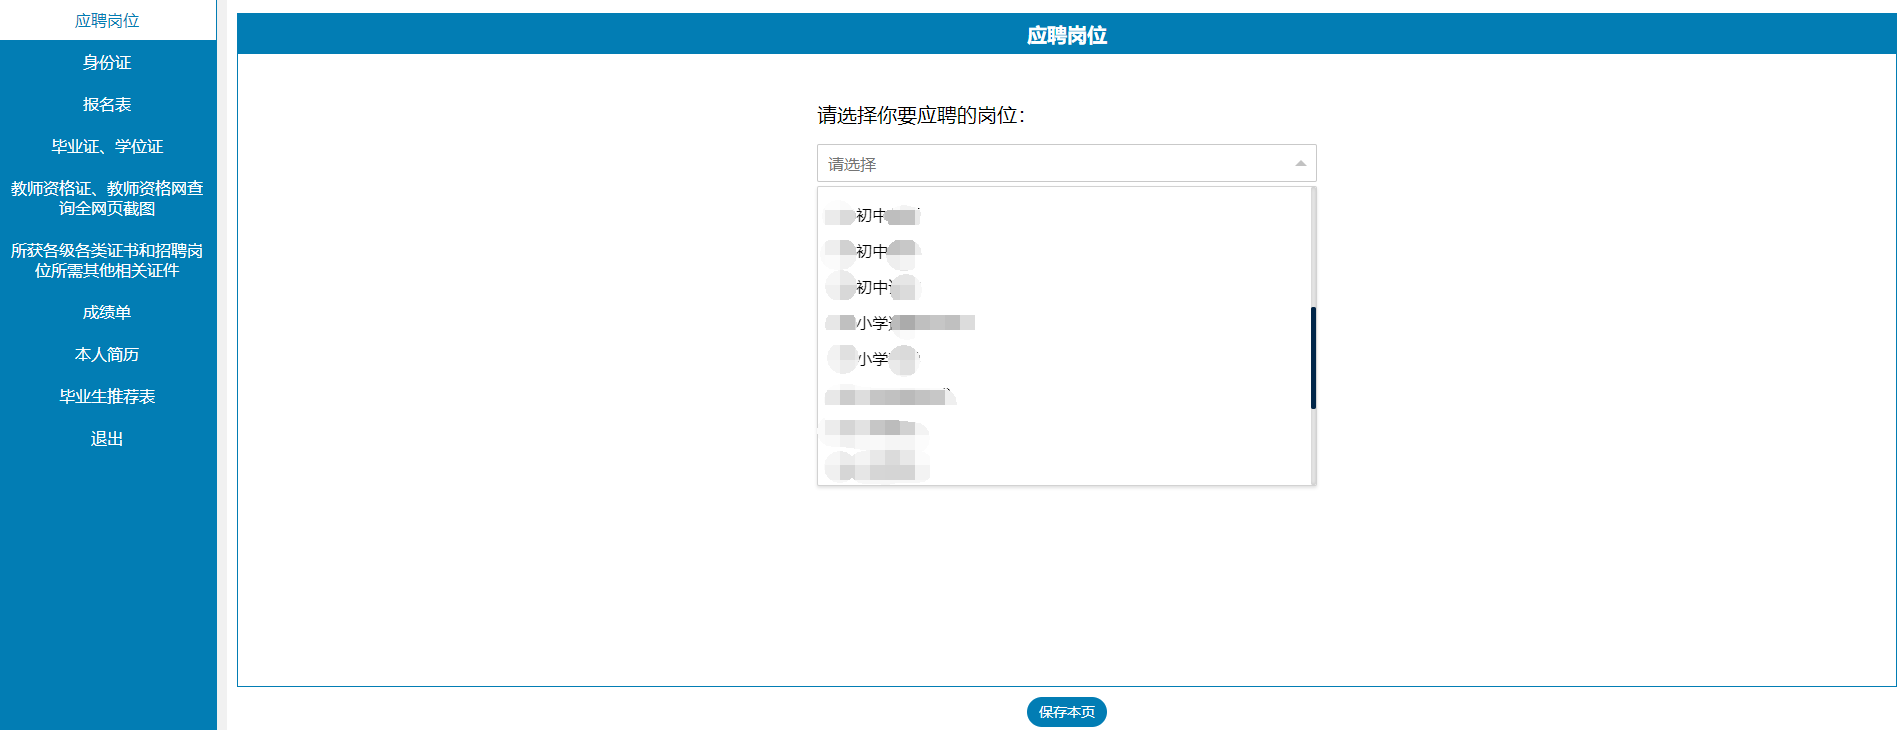 应聘岗位
身份证
报名表
毕业证、学位证
教师资格证、教师资格网查
询全网页截图
所获各级各类证书和招聘岗
位所需其他相关证件
成绩单
本人简历
毕业生推荐表
退出
应聘岗位
请选择你要应聘的岗位：
请选择
初中
初中
初中
小学
小学
保存本页